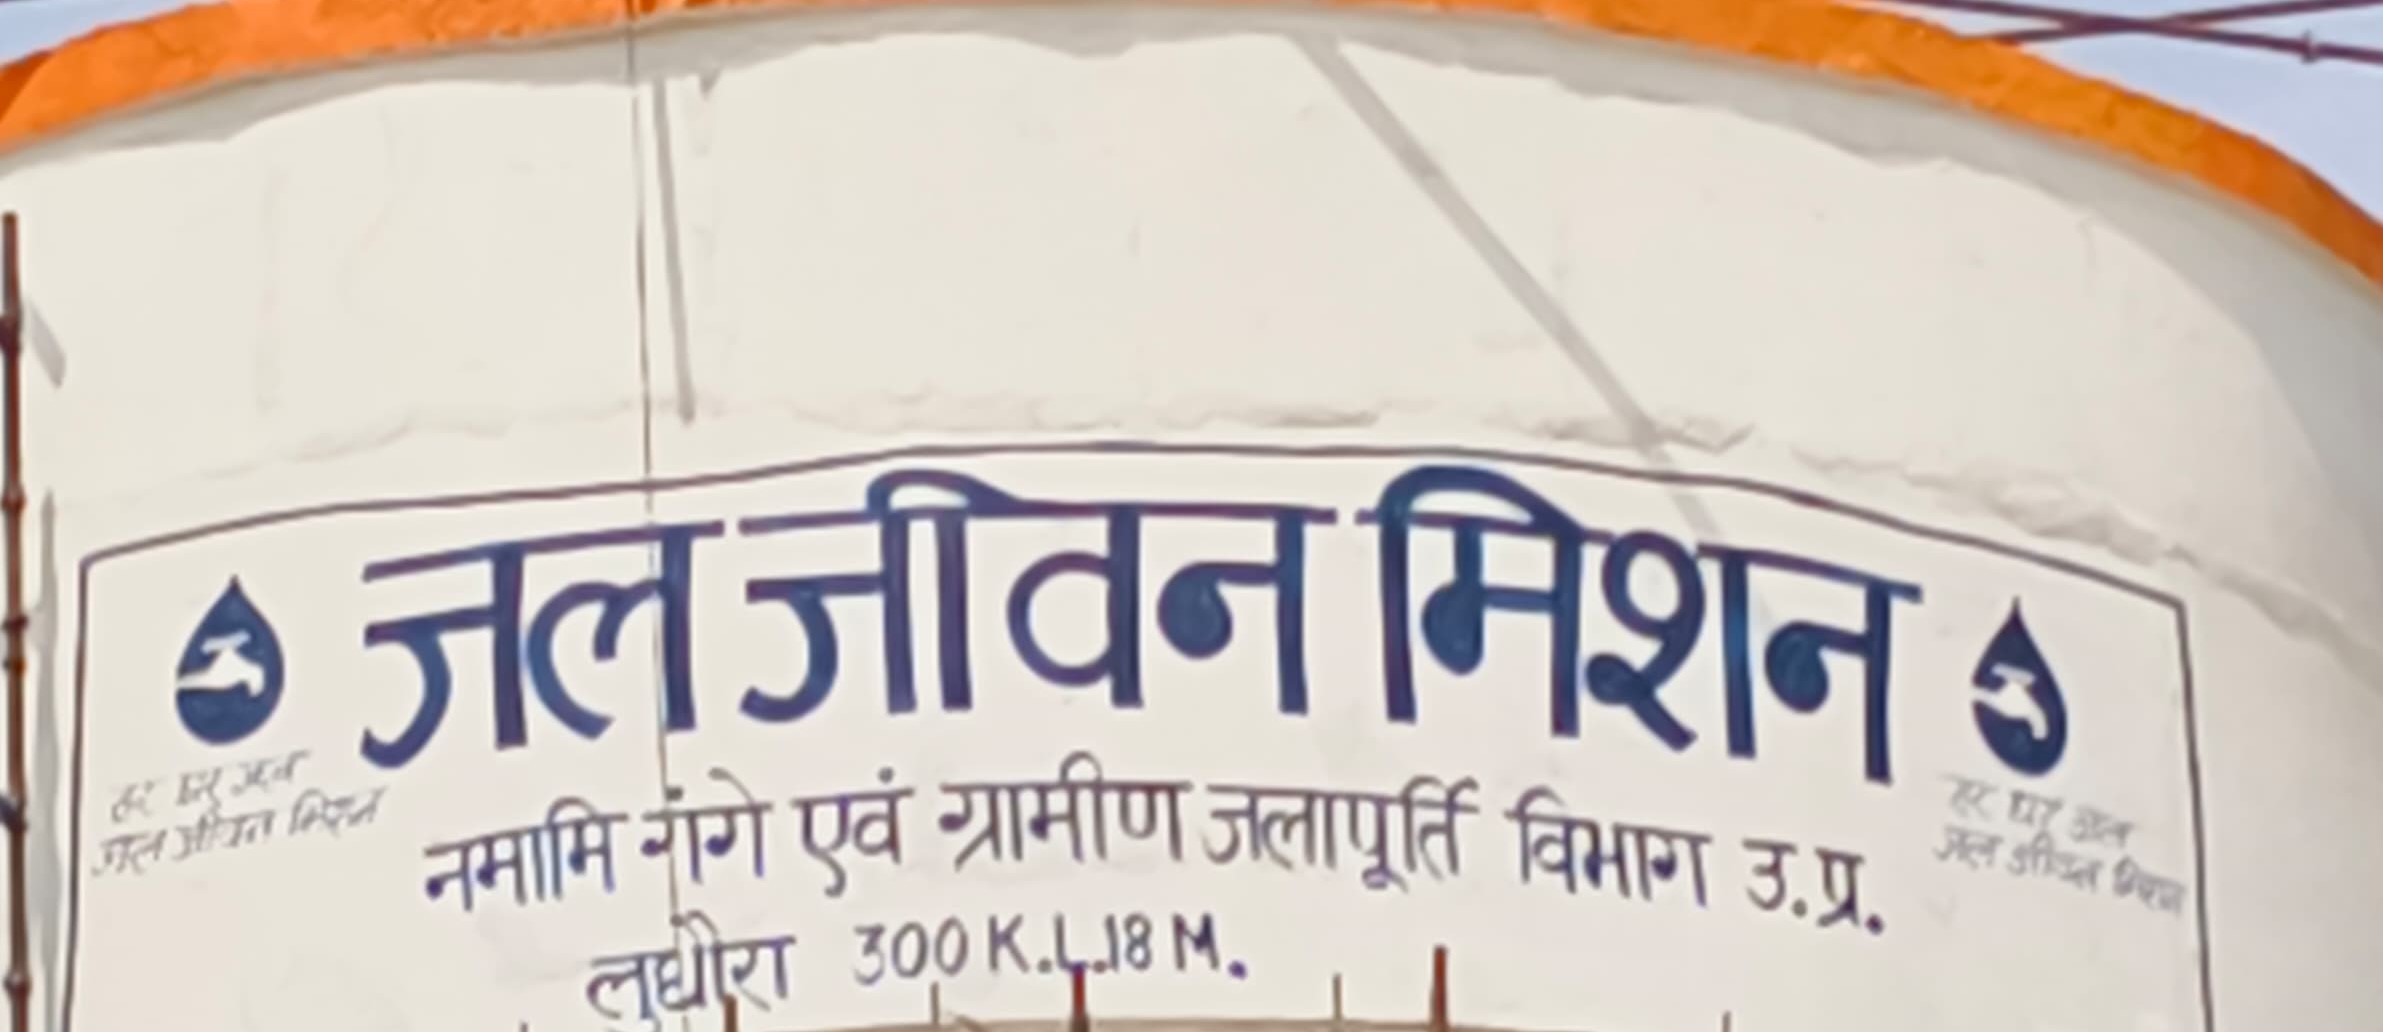 जल जीवन मिशन
हर घर जल
जल जीवन मिशन
हर घर जल
जल जीवन मिशन
नमामि गंगे एवं ग्रामीण जलापूर्ति विभाग उ.प्र.
लुधौरा 300 K.L.18 M.